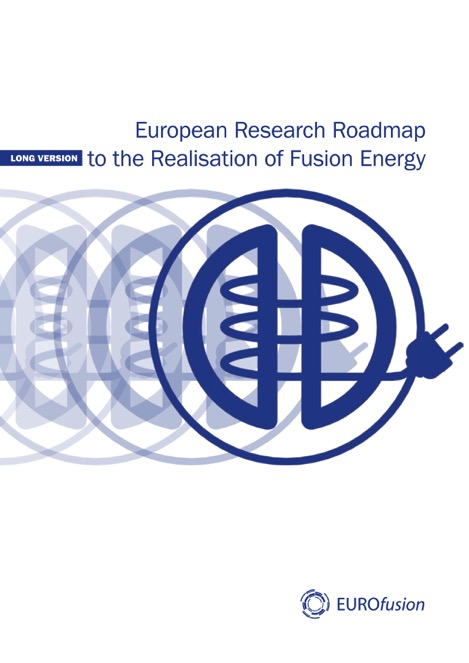 European Research Roadmap
LONG VERSION to the Realisation of Fusion Energy
EUROfusion